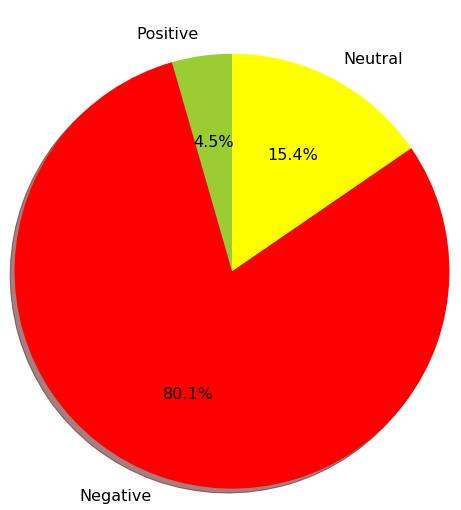 Positive
Neutral
4.5%
15.4%
80.1%
Negative